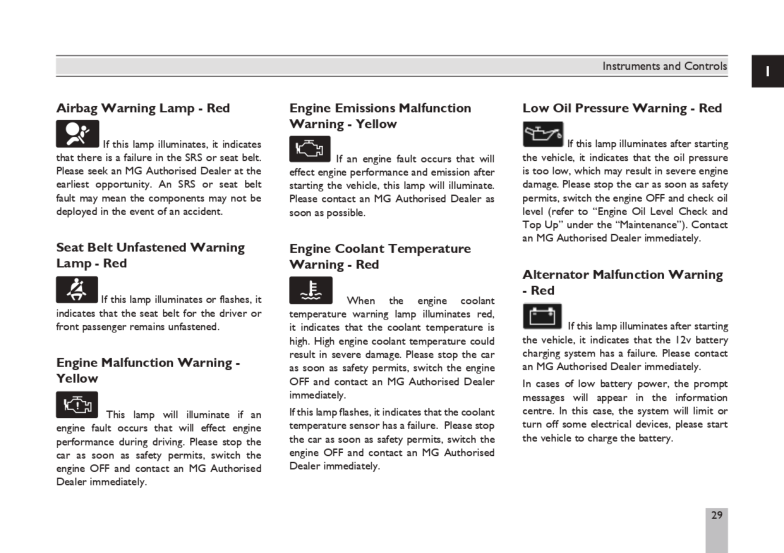 Instruments and Controls
1
Airbag Warning Lamp - Red
If this lamp illuminates, it indicates
that there is a failure in the SRS or seat belt.
Please seek an MG Authorised Dealer at the
earliest opportunity. An SRS or seat belt
fault may mean the components may not be
deployed in the event of an accident.
Seat Belt Unfastened Warning
Lamp - Red
If this lamp illuminates or flashes, it
indicates that the seat belt for the driver or
front passenger remains unfastened.
Engine Malfunction Warning -
Yellow
This lamp will illuminate if an
engine fault occurs that will effect engine
performance during driving. Please stop the
car as soon as safety permits, switch the
engine OFF and contact an MG Authorised
Dealer immediately.
Engine Emissions Malfunction
Warning - Yellow
If an engine fault occurs that will
effect engine performance and emission after
starting the vehicle, this lamp will illuminate.
Please contact an MG Authorised Dealer as
soon as possible.
Engine Coolant Temperature
Warning - Red
When the engine coolant
temperature warning lamp illuminates red,
it indicates that the coolant temperature is
high. High engine coolant temperature could
result in severe damage. Please stop the car
as soon as safety permits, switch the engine
OFF and contact an MG Authorised Dealer
immediately.
If this lamp flashes, it indicates that the coolant
temperature sensor has a failure. Please stop
the car as soon as safety permits, switch the
engine OFF and contact an MG Authorised
Dealer immediately.
Low Oil Pressure Warning - Red
If this lamp illuminates after starting
the vehicle, it indicates that the oil pressure
is too low, which may result in severe engine
damage. Please stop the car as soon as safety
permits, switch the engine OFF and check oil
level (refer to “Engine Oil Level Check and
Top Up” under the “Maintenance”). Contact
an MG Authorised Dealer immediately.
Alternator Malfunction Warning
- Red
If this lamp illuminates after starting
the vehicle, it indicates that the 12v battery
charging system has a failure. Please contact
an MG Authorised Dealer immediately.
In cases of low battery power, the prompt
messages will appear in the information
centre. In this case, the system will limit or
turn off some electrical devices, please start
the vehicle to charge the battery.
29